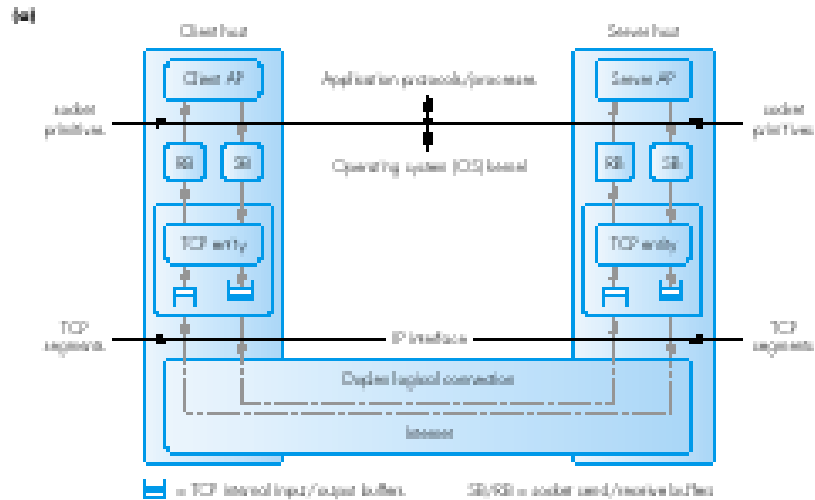 (a)
Client host
Server host
Client AP
Application protocols/processes
Server AP
socket
primitives
socket
primitives
RB
SB
Operating system (OS) kernel
RB
SB
TCP entity
TCP entity
TCP
segments
IP interface
TCP
segments
Duplex logical connection
Internet
= TCP internal input/output buffers
SB/RB = socket send/receive buffers